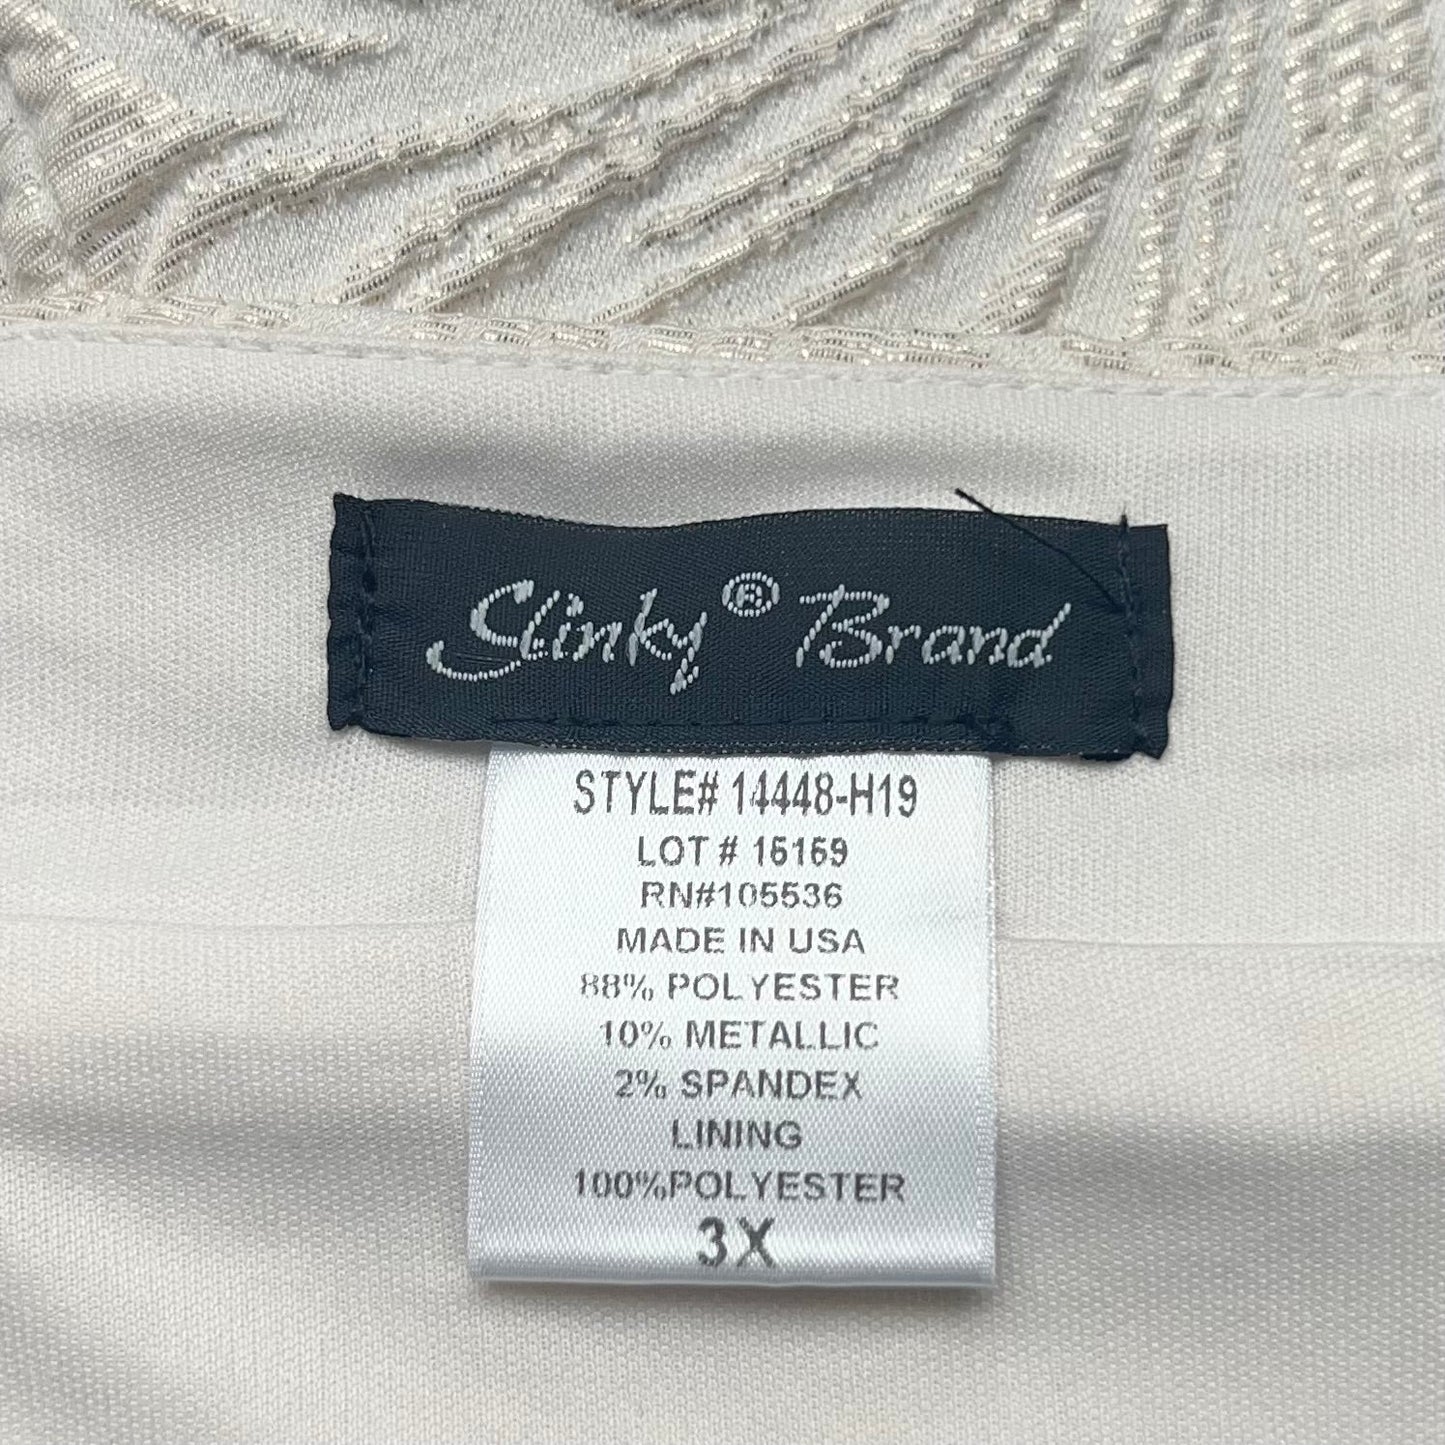 Slinky® Brand
STYLE# 14448-H19
LOT # 15159
RN#105536
MADE IN USA
88% POLYESTER
10% METALLIC
2% SPANDEX
LINING
100%POLYESTER
3X